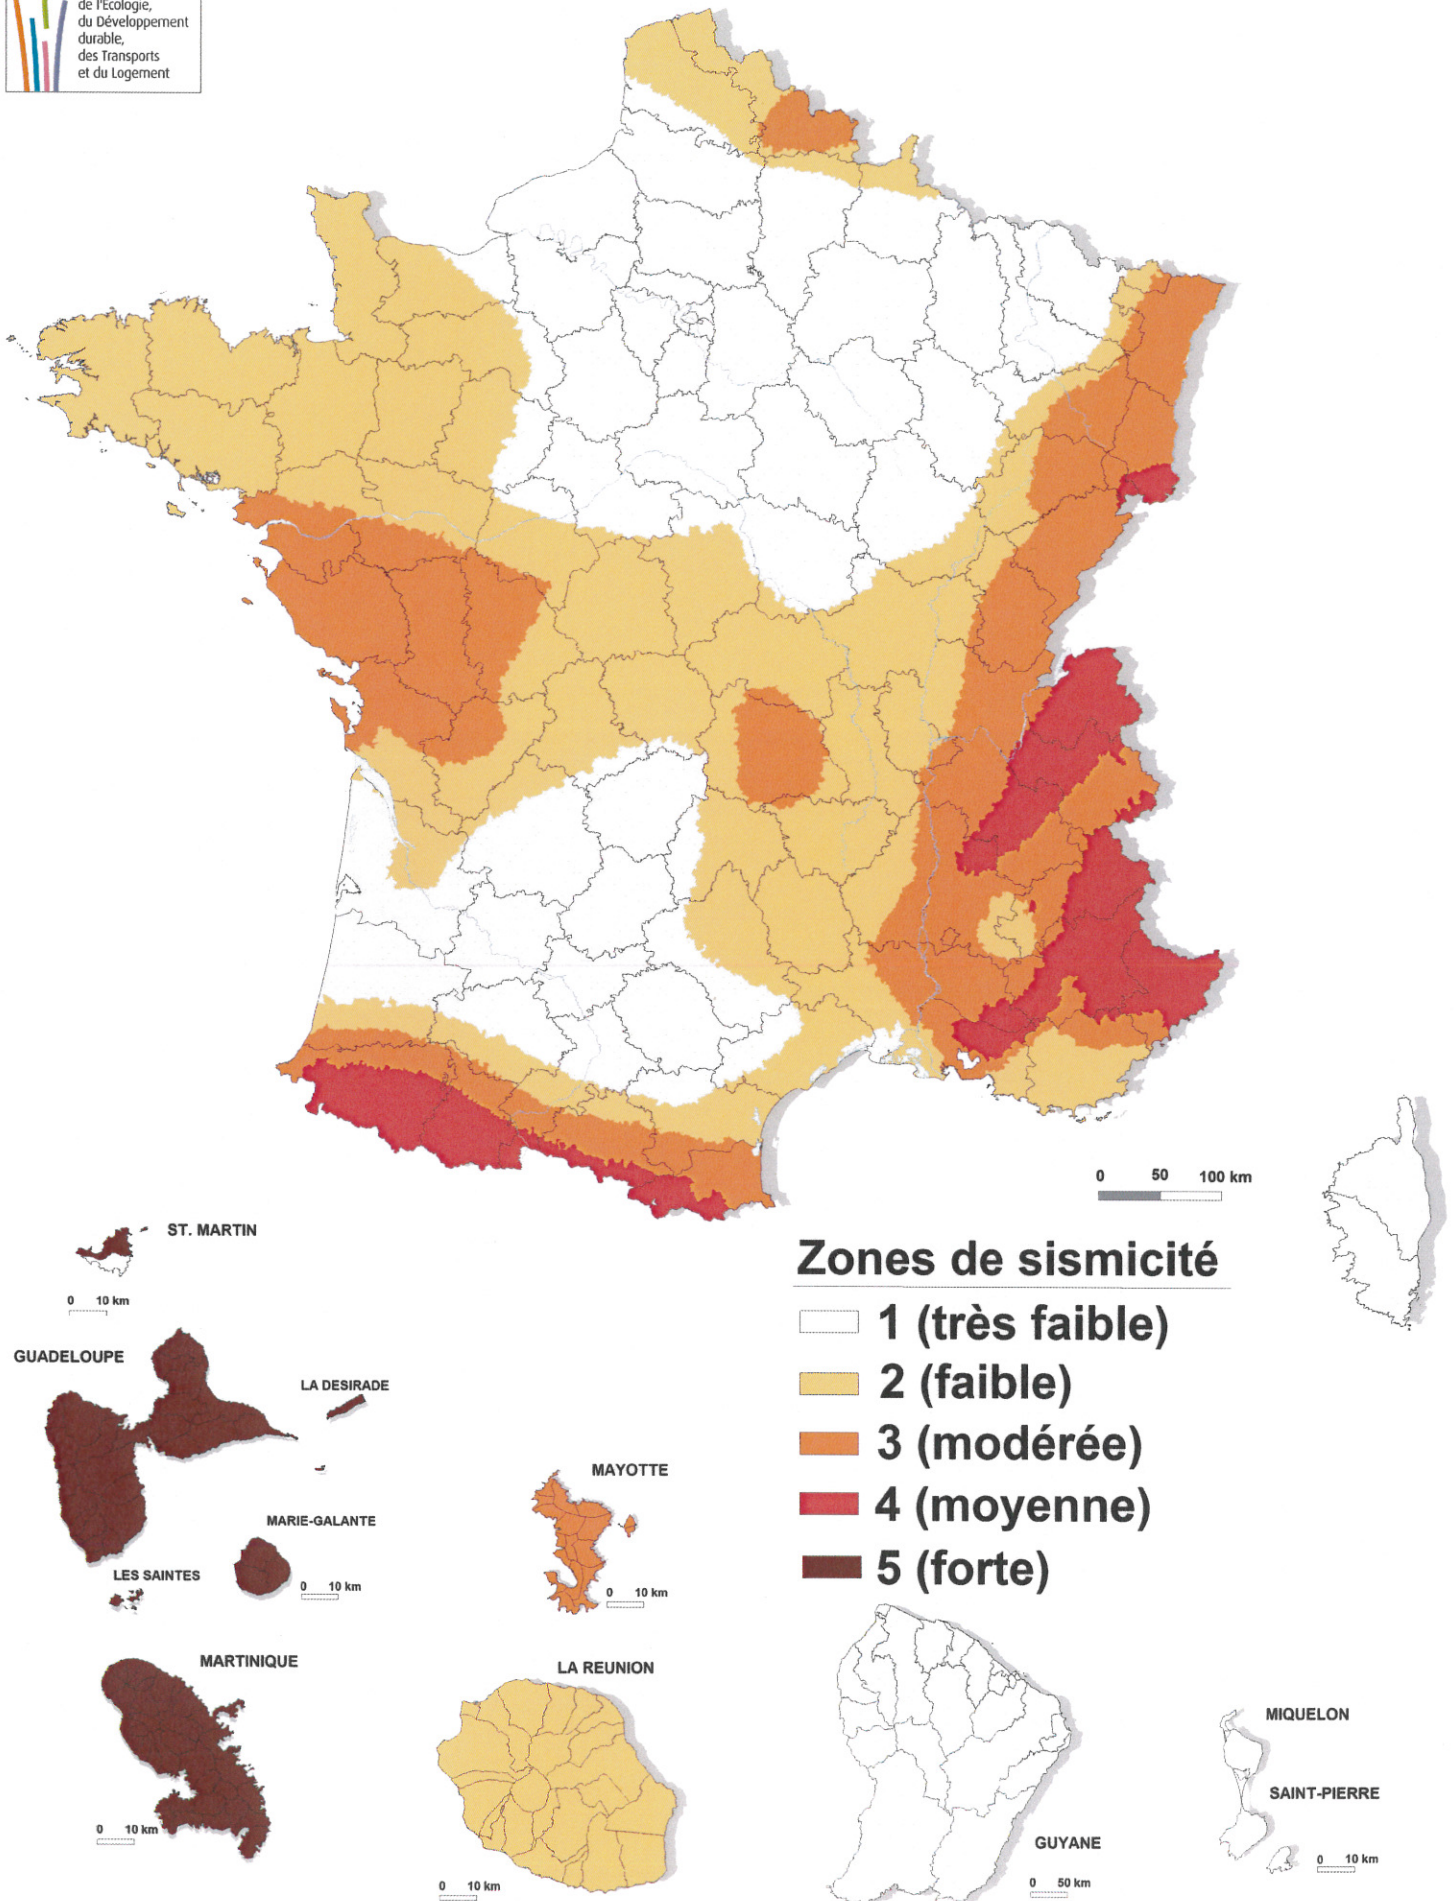 de l'Écologie,
du Développement
durable,
des Transports
et du Logement
0 50 100 km
ST. MARTIN
0 10 km
Zones de sismicité
1 (très faible)
2 (faible)
3 (modérée)
4 (moyenne)
5 (forte)
GUADELOUPE
LA DESIRADE
MARIE-GALANTE
LES SAINTES
0 10 km
MAYOTTE
0 10 km
MARTINIQUE
0 10 km
LA REUNION
0 10 km
GUYANE
0 50 km
MIQUELON
SAINT-PIERRE
0 10 km